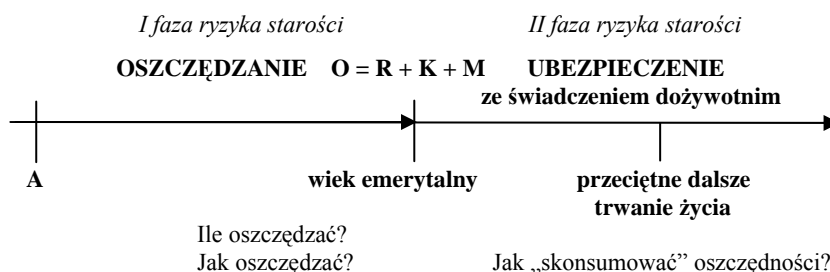 I faza ryzyka starości II faza ryzyka starości
OSZCZĘDZANIE O = R + K + M UBEZPIECZENIE
ze świadczeniem dożywotnim
A wiek emerytalny przeciętne dalsze
trwanie życia
Ile oszczędzać?
Jak oszczędzać? Jak „skonsumować” oszczędności?